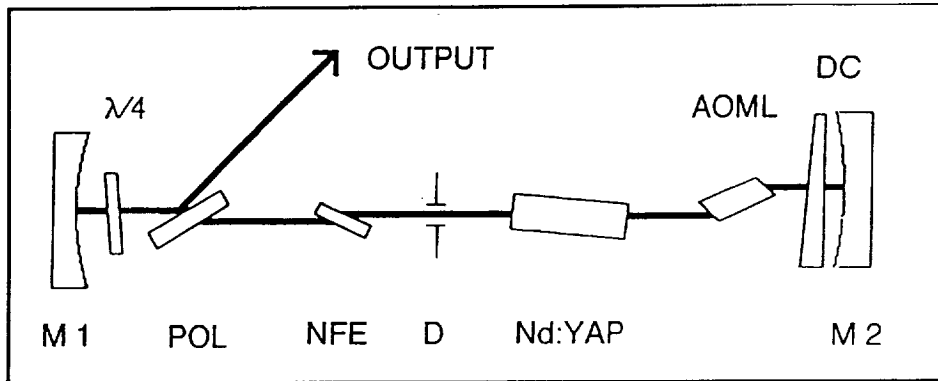 OUTPUT
DC
λ/4
AOML
M 1
POL
NFE
D
Nd:YAP
M 2